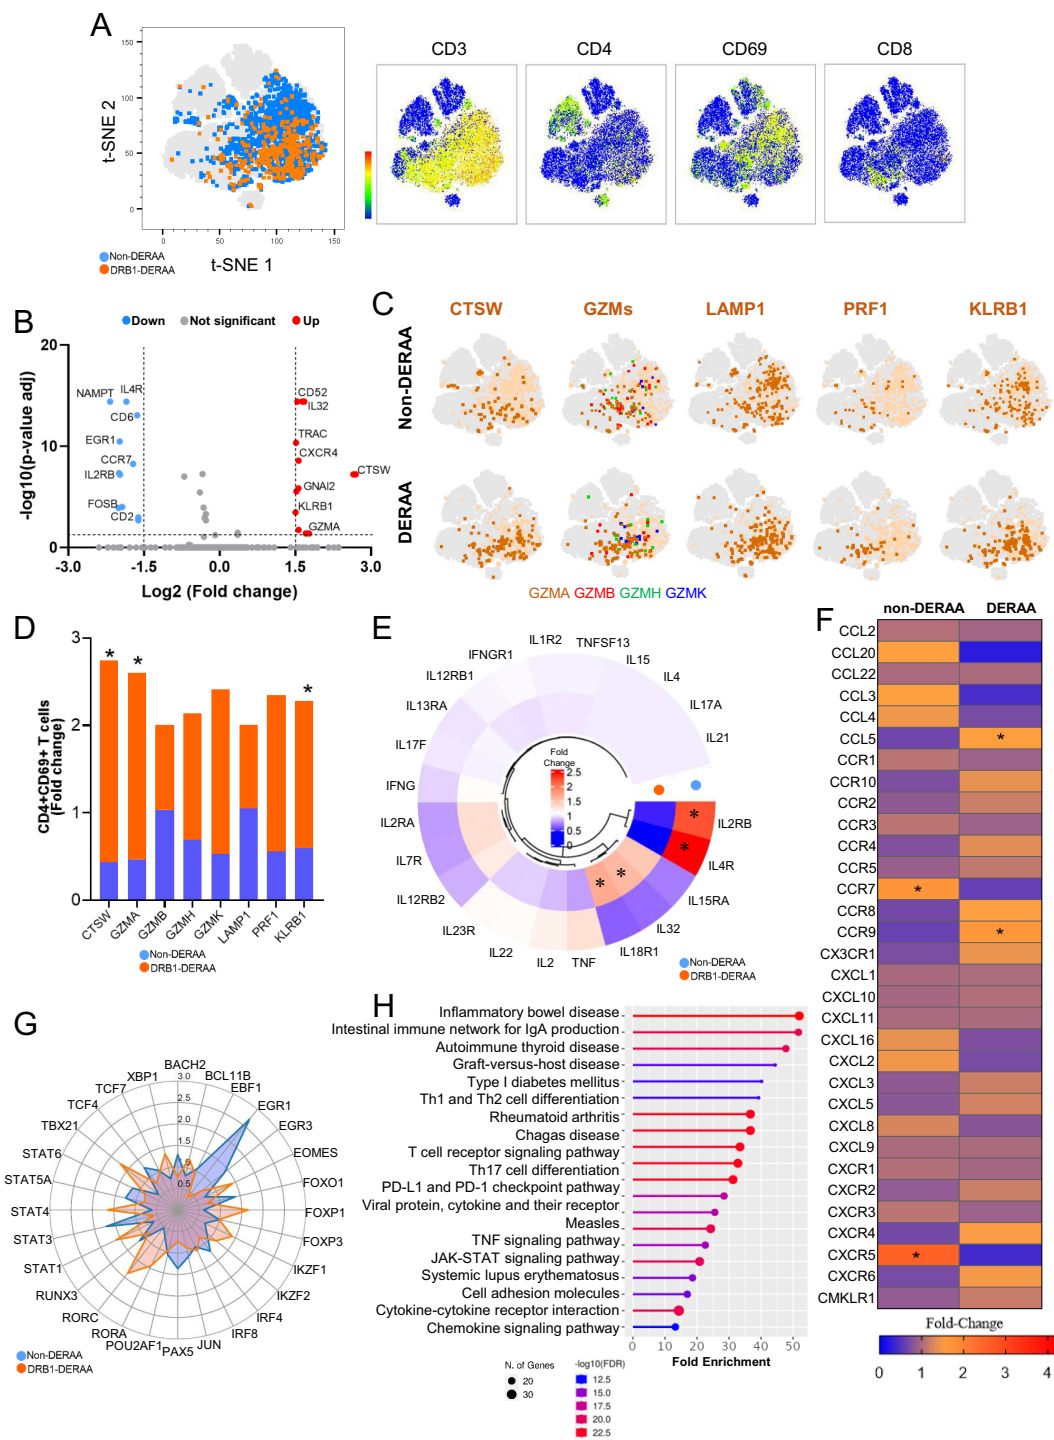 A
t-SNE 2
150
100
50
0
0
50
100
150
t-SNE 1
Non-DERAA
DRB1-DERAA
CD3
CD4
CD69
CD8
B
Down
Not significant
Up
-log10(p-value adj)
20
10
0
-3.0
-1.5
0.0
1.5
3.0
Log2 (Fold change)
NAMPT
IL4R
CD6
EGR1
CCR7
IL2RB
FOSB
CD2
CD52
IL32
TRAC
CXCR4
CTSW
GNAI2
KLRB1
GZMA
C
CTSW
GZMs
LAMP1
PRF1
KLRB1
Non-DERAA
DERAA
GZMA GZMB GZMH GZMK
D
CD4+CD69+ T cells
(Fold change)
3
2
1
0
*
*
*
CTSW
GZMA
GZMB
GZMH
GZMK
LAMP1
PRF1
KLRB1
Non-DERAA
DRB1-DERAA
E
IL1R2
TNFSF13
IFNGR1
IL15
IL12RB1
IL4
IL13RA
IL17A
IL17F
IL21
IFNG
IL2RA
IL2RB
IL7R
IL4R
IL12RB2
IL15RA
IL23R
IL32
IL22
IL2
TNF
IL18R1
Fold
Change
2.5
2
1.5
1
0.5
0
*
*
*
*
Non-DERAA
DRB1-DERAA
F
non-DERAA
DERAA
CCL2
CCL20
CCL22
CCL3
CCL4
CCL5
*
CCR1
CCR10
CCR2
CCR3
CCR4
CCR5
CCR7
*
CCR8
CCR9
*
CX3CR1
CXCL1
CXCL10
CXCL11
CXCL16
CXCL2
CXCL3
CXCL5
CXCL8
CXCL9
CXCR1
CXCR2
CXCR3
CXCR4
CXCR5
*
CXCR6
CMKLR1
Fold-Change
0
1
2
3
4
G
BACH2
BCL11B
EBF1
EGR1
EGR3
EOMES
FOXO1
FOXP1
FOXP3
IKZF1
IKZF2
IRF4
IRF8
JUN
PAX5
POU2AF1
RORA
RORC
RUNX3
STAT1
STAT3
STAT4
STAT5A
STAT6
TBX21
TCF4
TCF7
XBP1
3.0
2.5
2.0
1.5
1.0
0.5
Non-DERAA
DRB1-DERAA
H
Inflammatory bowel disease
Intestinal immune network for IgA production
Autoimmune thyroid disease
Graft-versus-host disease
Type I diabetes mellitus
Th1 and Th2 cell differentiation
Rheumatoid arthritis
Chagas disease
T cell receptor signaling pathway
Th17 cell differentiation
PD-L1 and PD-1 checkpoint pathway
Viral protein, cytokine and their receptor
Measles
TNF signaling pathway
JAK-STAT signaling pathway
Systemic lupus erythematosus
Cell adhesion molecules
Cytokine-cytokine receptor interaction
Chemokine signaling pathway
0
10
20
30
40
50
Fold Enrichment
N. of Genes
20
30
-log10(FDR)
12.5
15.0
17.5
20.0
22.5